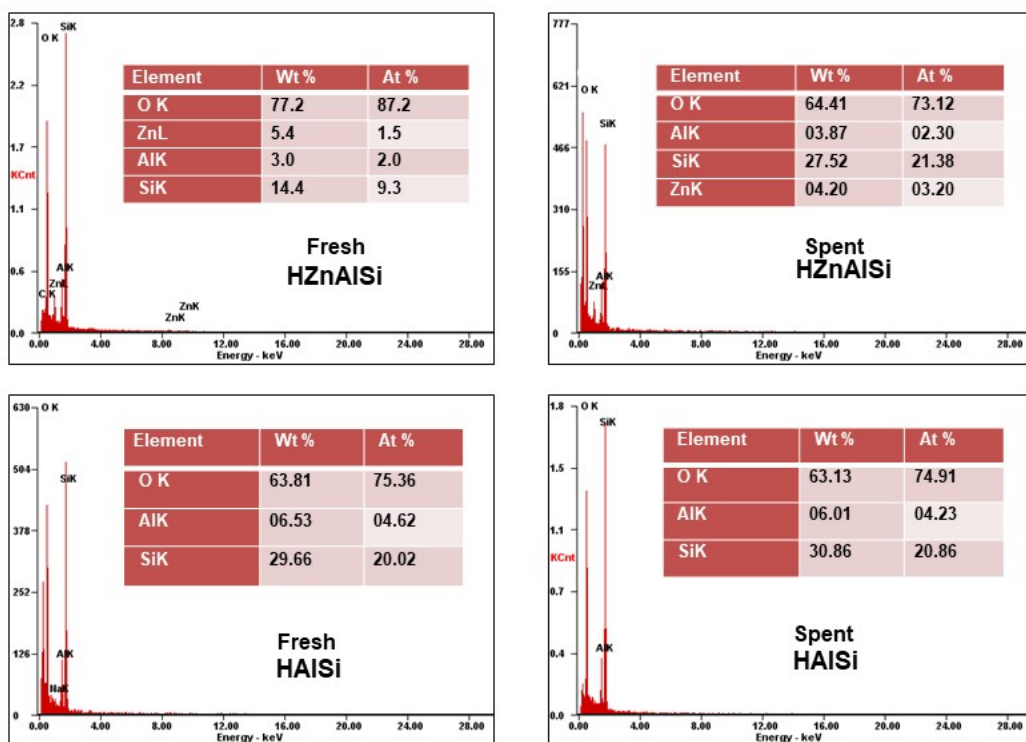 2.8
SiK
O K
2.2
1.7
KCnt
1.1
0.6
AlK
ZnL
C K
ZnK
ZnK
0.0
0.00 4.00 8.00 12.00 16.00 20.00 24.00 28.00
Energy - keV
Element Wt % At %
O K 77.2 87.2
ZnL 5.4 1.5
AlK 3.0 2.0
SiK 14.4 9.3
Fresh
HZnAlSi
777
621
O K
SiK
466
310
155
AlK
ZnL
0
0.00 4.00 8.00 12.00 16.00 20.00 24.00 28.00
Energy - keV
Element Wt % At %
O K 64.41 73.12
AlK 03.87 02.30
SiK 27.52 21.38
ZnK 04.20 03.20
Spent
HZnAlSi
630
O K
504
SiK
378
252
126
AlK
NaK
0
0.00 4.00 8.00 12.00 16.00 20.00 24.00 28.00
Energy - keV
Element Wt % At %
O K 63.81 75.36
AlK 06.53 04.62
SiK 29.66 20.02
Fresh
HAlSi
1.8
O K
SiK
1.5
1.1
KCnt
0.7
0.4
AlK
0.0
0.00 4.00 8.00 12.00 16.00 20.00 24.00 28.00
Energy - keV
Element Wt % At %
O K 63.13 74.91
AlK 06.01 04.23
SiK 30.86 20.86
Spent
HAlSi